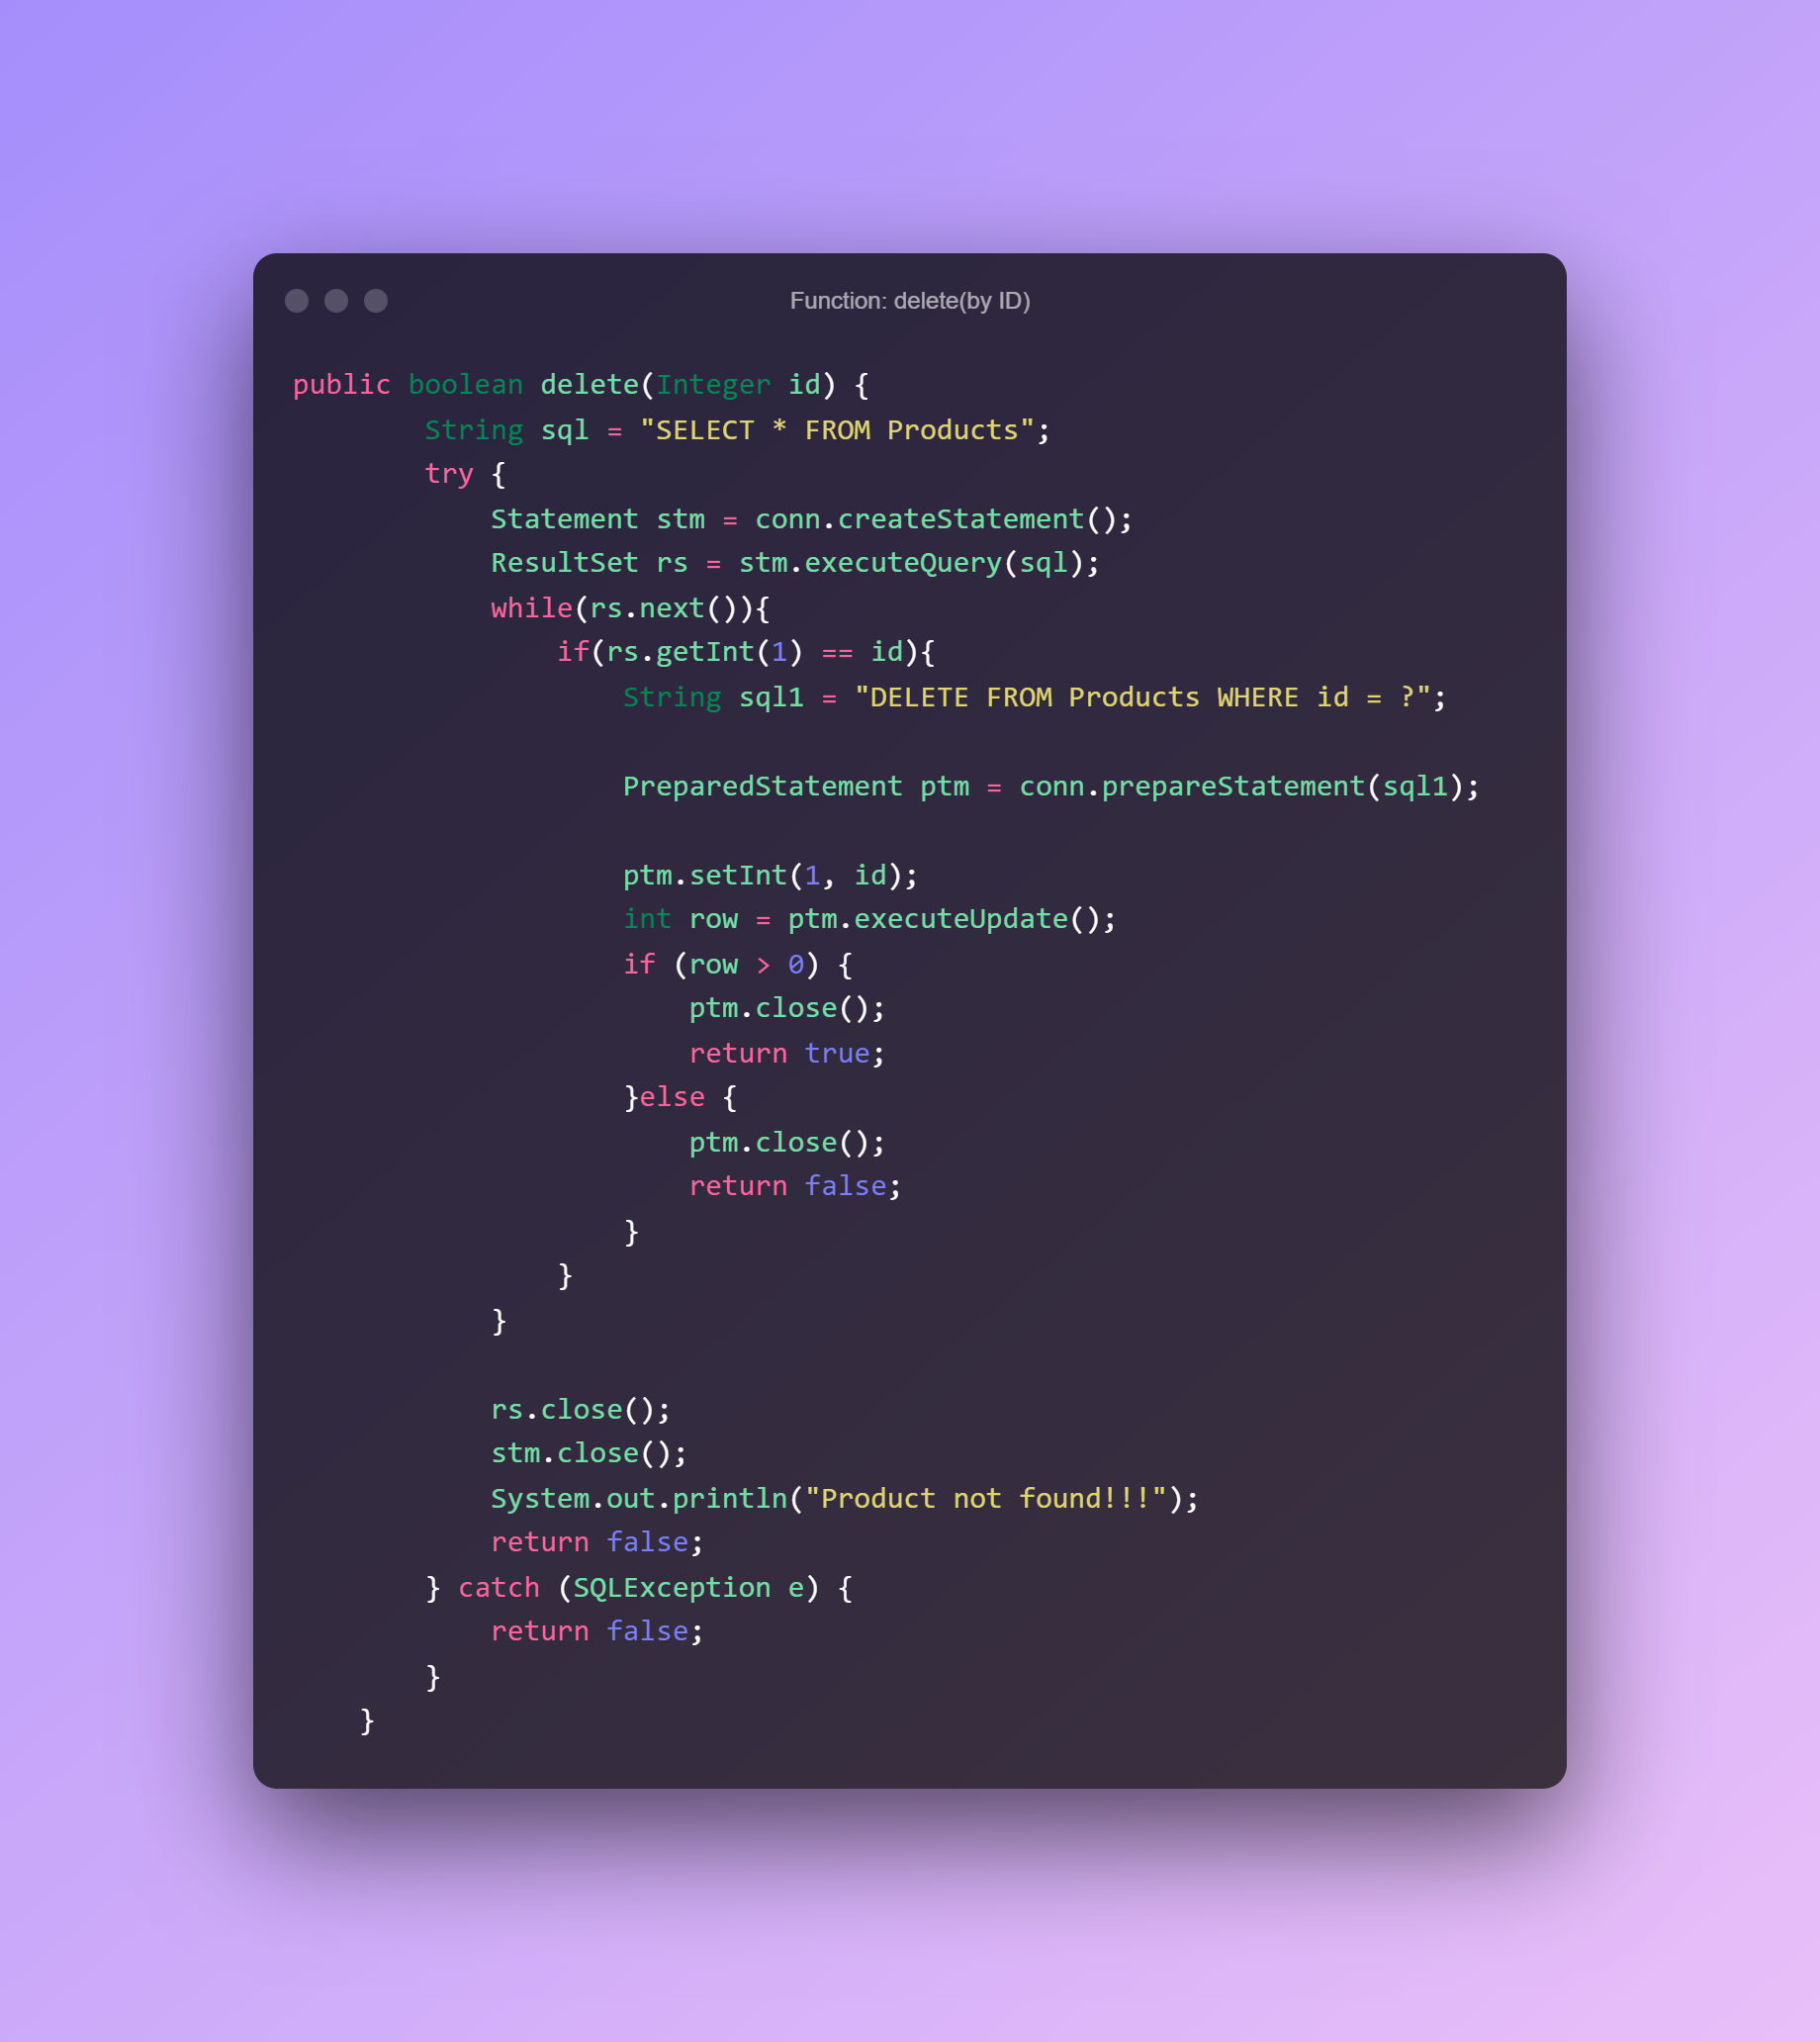 Function: delete(by ID)
public boolean delete(Integer id) {
        String sql = "SELECT * FROM Products";
        try {
            Statement stm = conn.createStatement();
            ResultSet rs = stm.executeQuery(sql);
            while(rs.next()){
                if(rs.getInt(1) == id){
                    String sql1 = "DELETE FROM Products WHERE id = ?";
                    PreparedStatement ptm = conn.prepareStatement(sql1);
                    ptm.setInt(1, id);
                    int row = ptm.executeUpdate();
                    if (row > 0) {
                        ptm.close();
                        return true;
                    }else {
                        ptm.close();
                        return false;
                    }
                }
            }
            rs.close();
            stm.close();
            System.out.println("Product not found!!!");
            return false;
        } catch (SQLException e) {
            return false;
        }
    }